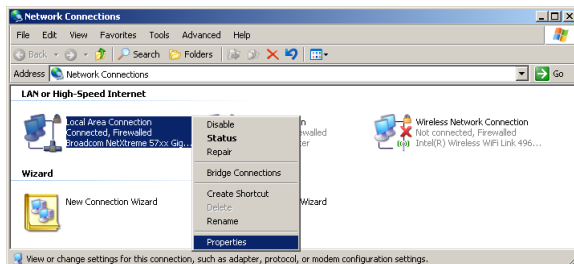 Network Connections
File Edit View Favorites Tools Advanced Help
Back Search Folders
Address Network Connections Go
LAN or High-Speed Internet
Local Area Connection
Connected, Firewalled
Broadcom NetXtreme 57xx Gig...
Disable
Status
Repair
Bridge Connections
Create Shortcut
Delete
Rename
Properties
Wireless Network Connection
Not connected, Firewalled
Intel(R) Wireless WiFi Link 496...
Wizard
New Connection Wizard
Wizard
View or change settings for this connection, such as adapter, protocol, or modem configuration settings.